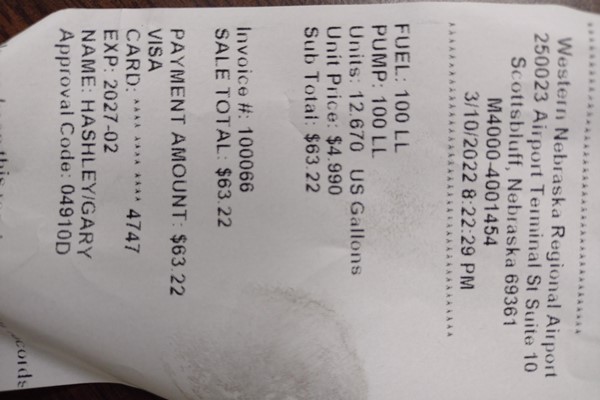 Western Nebraska Regional Airport
250023 Airport Terminal St Suite 10
Scottsbluff, Nebraska 69361
M4000-4001454
3/10/2022 8:22:29 PM
FUEL: 100 LL
PUMP: 100 LL
Units: 12.670 US Gallons
Unit Price: $4.990
Sub Total: $63.22
Invoice #: 100066
SALE TOTAL: $63.22
PAYMENT AMOUNT: $63.22
VISA
CARD: **** **** **** 4747
EXP: 2027-02
NAME: HASHLEY/GARY
Approval Code: 04910D